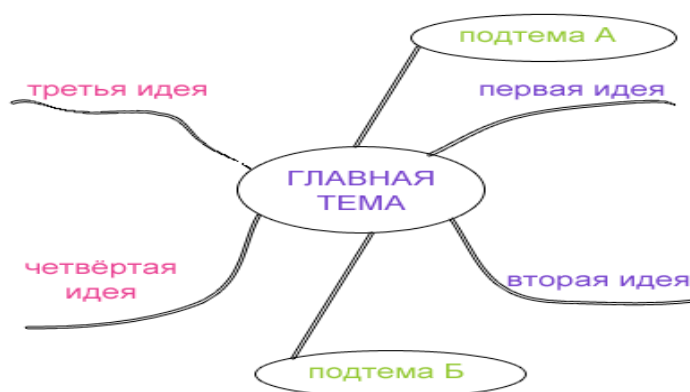 подтема А
третья идея
первая идея
ГЛАВНАЯ
ТЕМА
четвёртая
идея
вторая идея
подтема Б